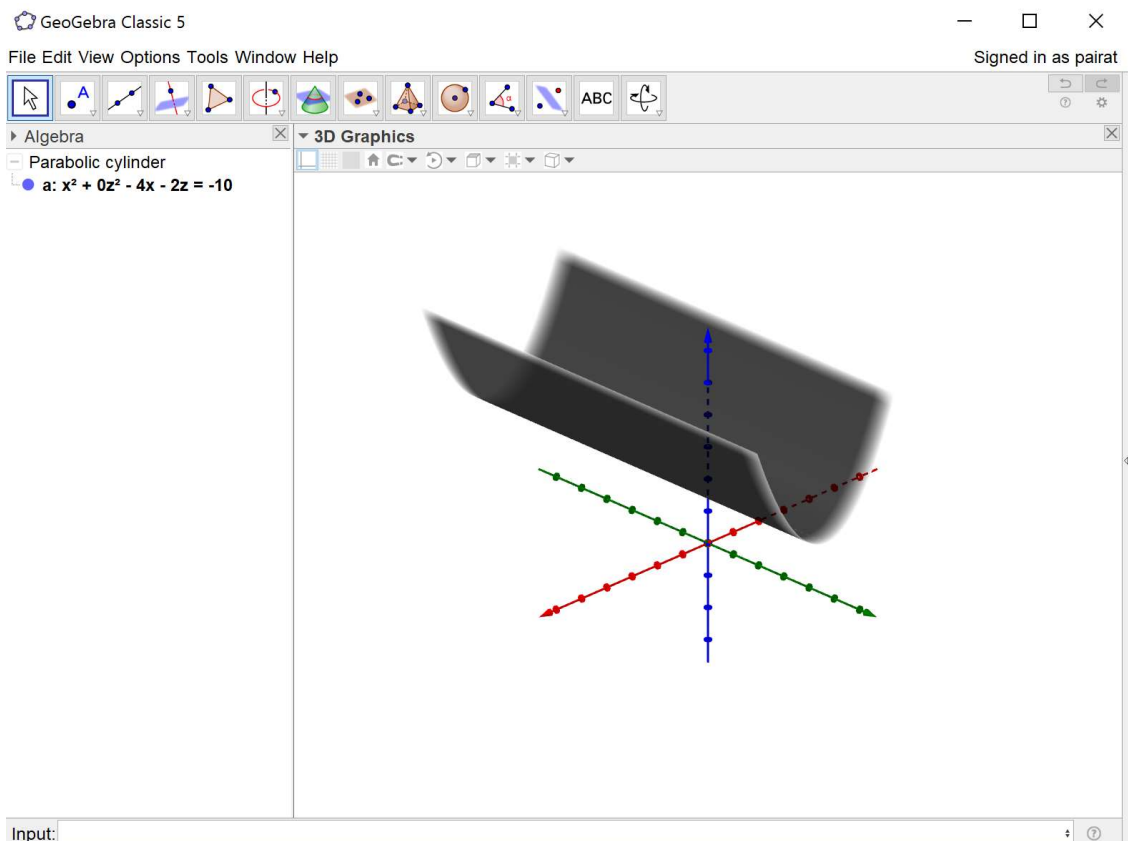 GeoGebra Classic 5
File Edit View Options Tools Window Help
Signed in as pairat
A
α
ABC
Algebra
3D Graphics
Parabolic cylinder
a: x² + 0z² - 4x - 2z = -10
Input: